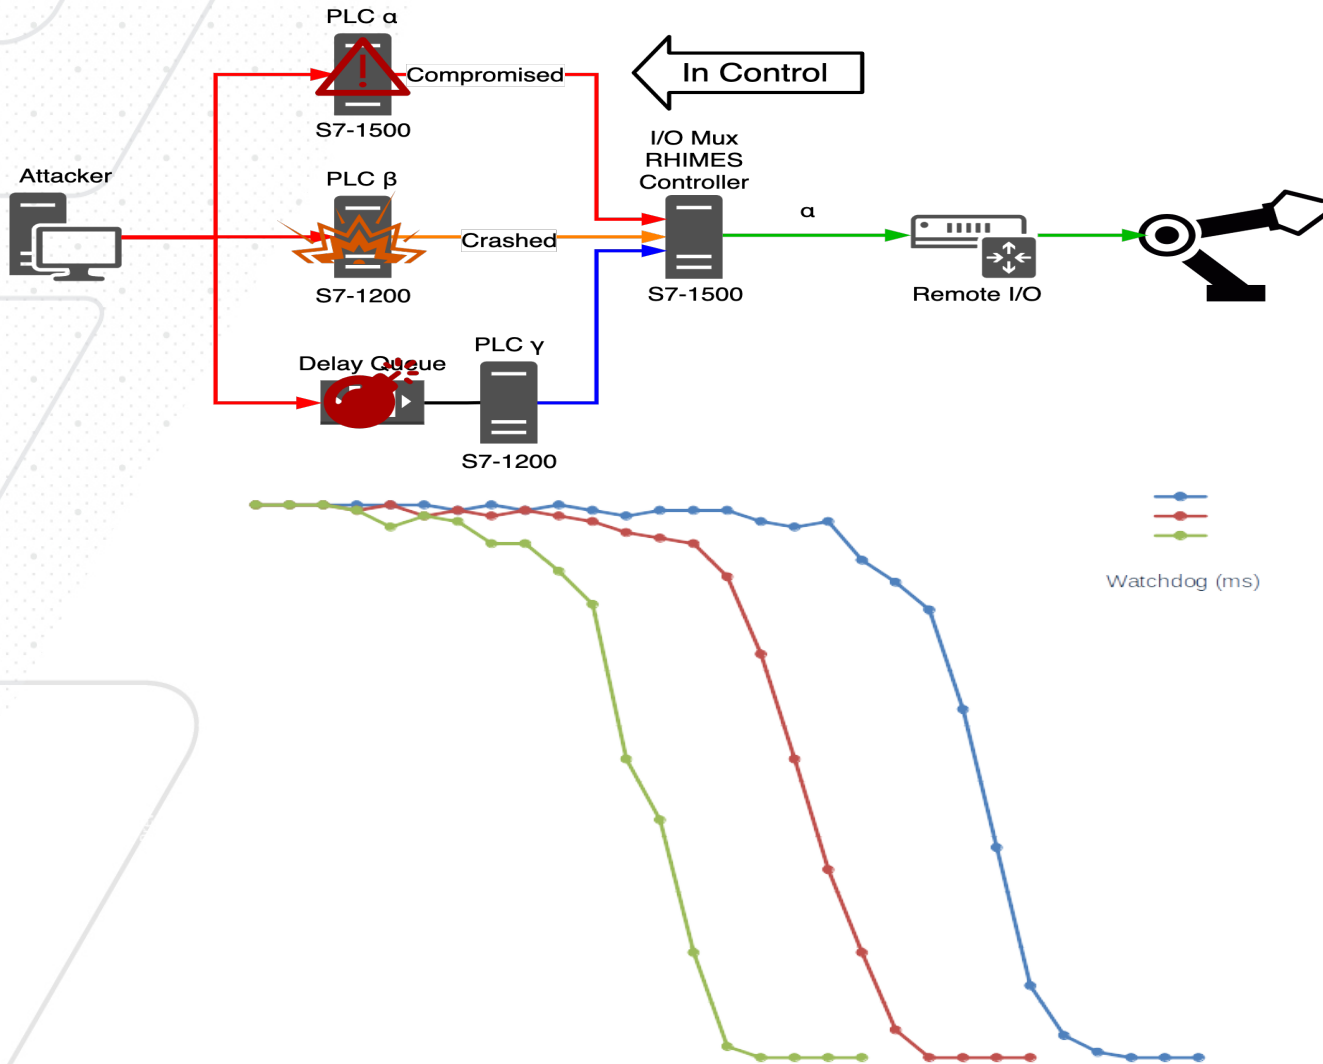 PLC α
Compromised
In Control
S7-1500
I/O Mux
RHIMES
Controller
Attacker
PLC β
α
Crashed
S7-1200
S7-1500
Remote I/O
Delay Queue
PLC γ
S7-1200
Watchdog (ms)